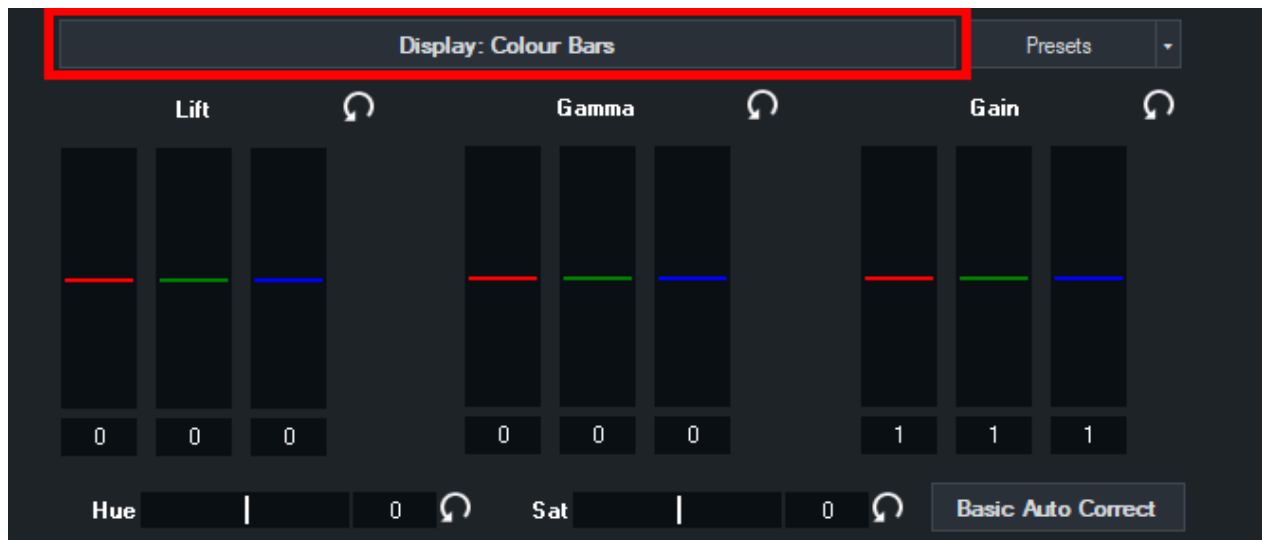 Display: Colour Bars Presets
Lift Gamma Gain
0 0 0 0 0 0 1 1 1
Hue 0 Sat 0 Basic Auto Correct